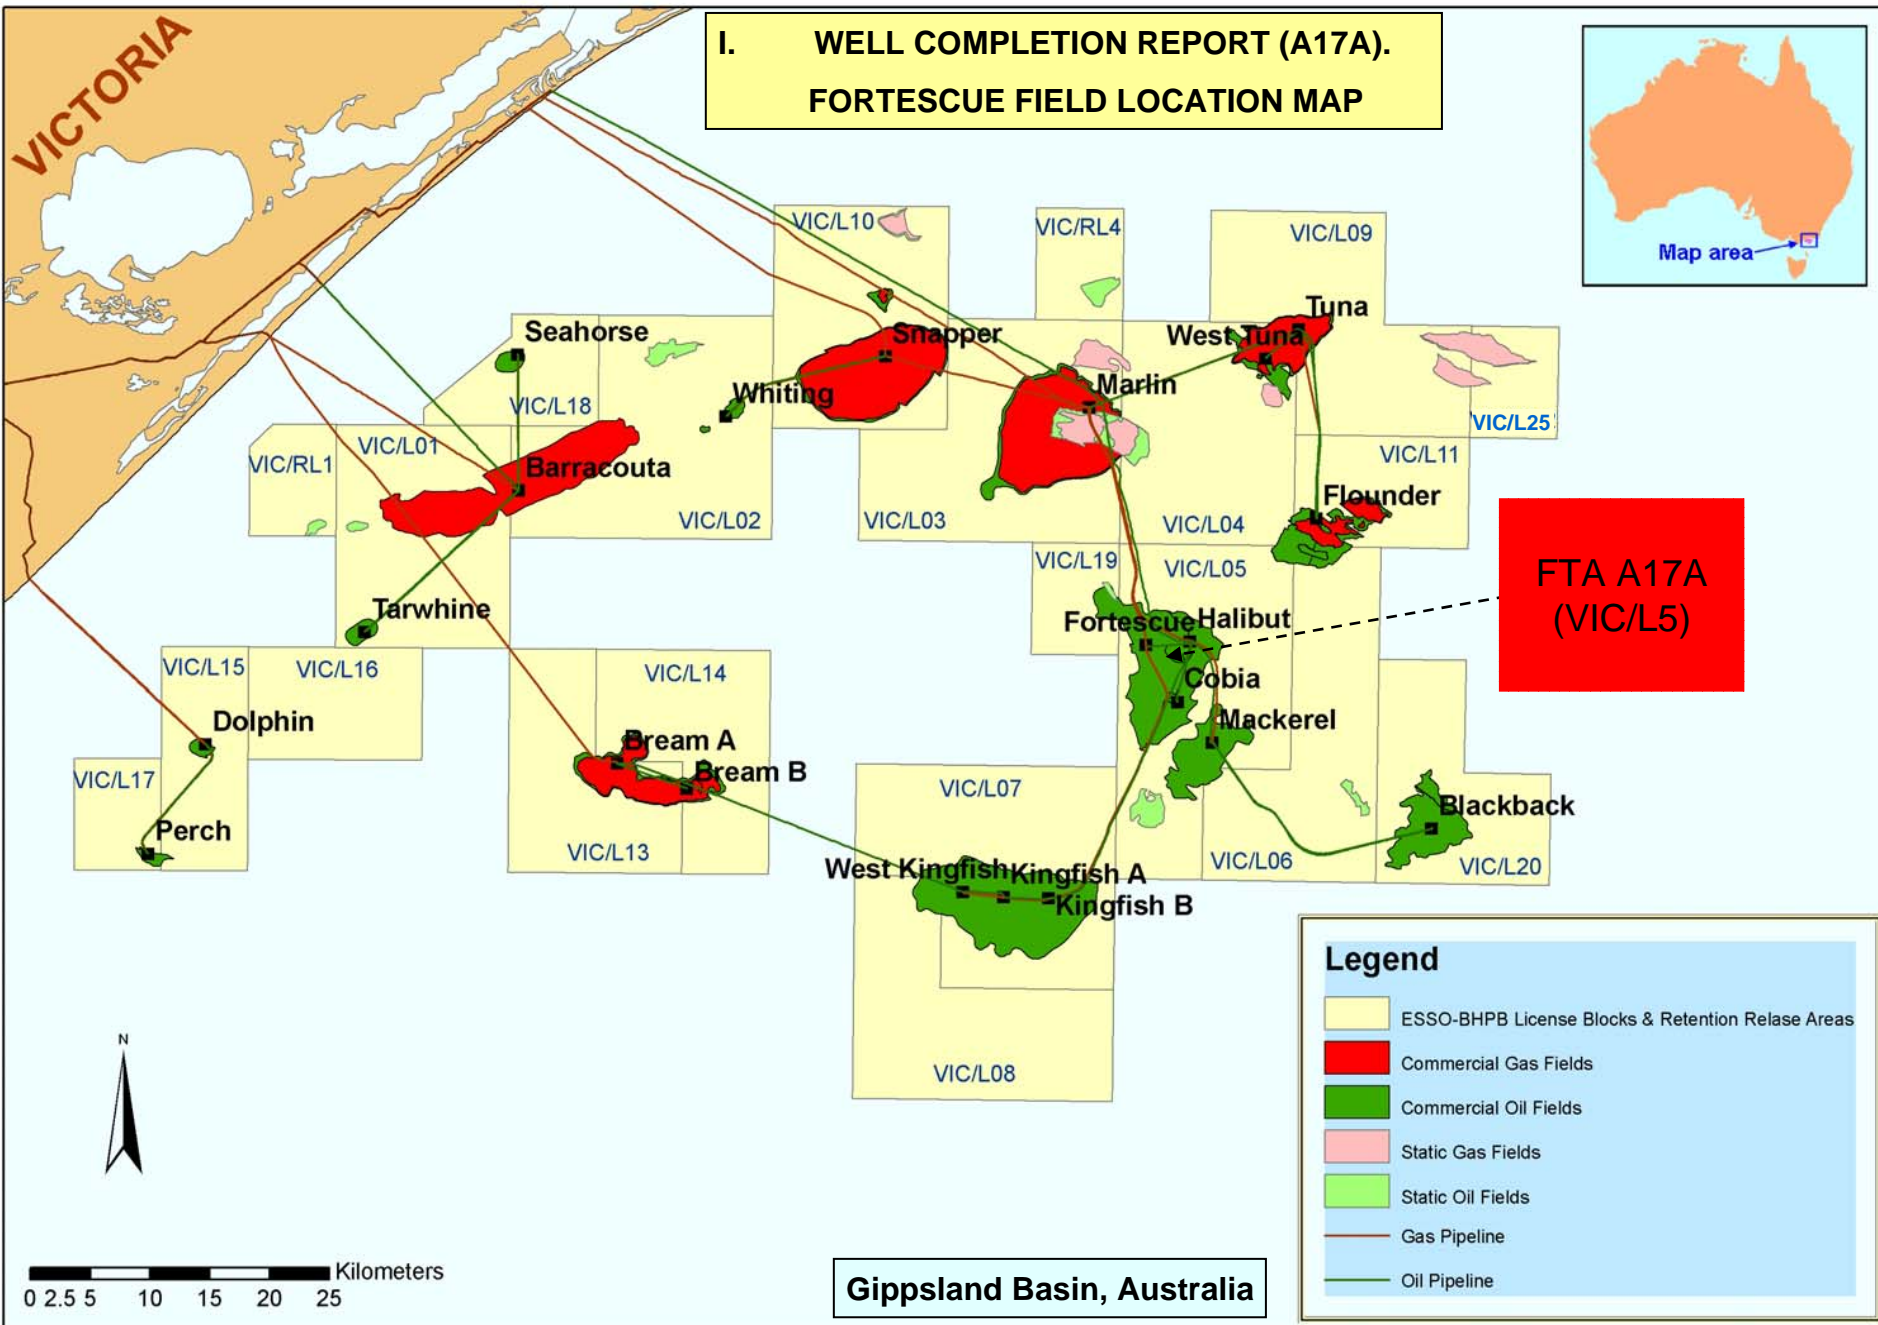 I. WELL COMPLETION REPORT (A17A).
FORTESCUE FIELD LOCATION MAP
VICTORIA
Map area
VIC/L10
VIC/RL4
VIC/L09
Seahorse
Snapper
West Tuna
Tuna
Whiting
Marlin
VIC/L18
VIC/L25
VIC/RL1
VIC/L01
Barracouta
VIC/L11
Flounder
VIC/L02
VIC/L03
VIC/L04
VIC/L19
VIC/L05
FTA A17A
(VIC/L5)
Tarwhine
Fortescue
Halibut
VIC/L15
VIC/L16
VIC/L14
Cobia
Dolphin
Mackerel
Bream A
Bream B
VIC/L17
VIC/L07
Blackback
Perch
VIC/L13
VIC/L06
VIC/L20
West Kingfish
Kingfish A
Kingfish B
VIC/L08
Legend
ESSO-BHPB License Blocks & Retention Relase Areas
Commercial Gas Fields
Commercial Oil Fields
Static Gas Fields
Static Oil Fields
Gas Pipeline
Oil Pipeline
N
Kilometers
0 2.5 5 10 15 20 25
Gippsland Basin, Australia